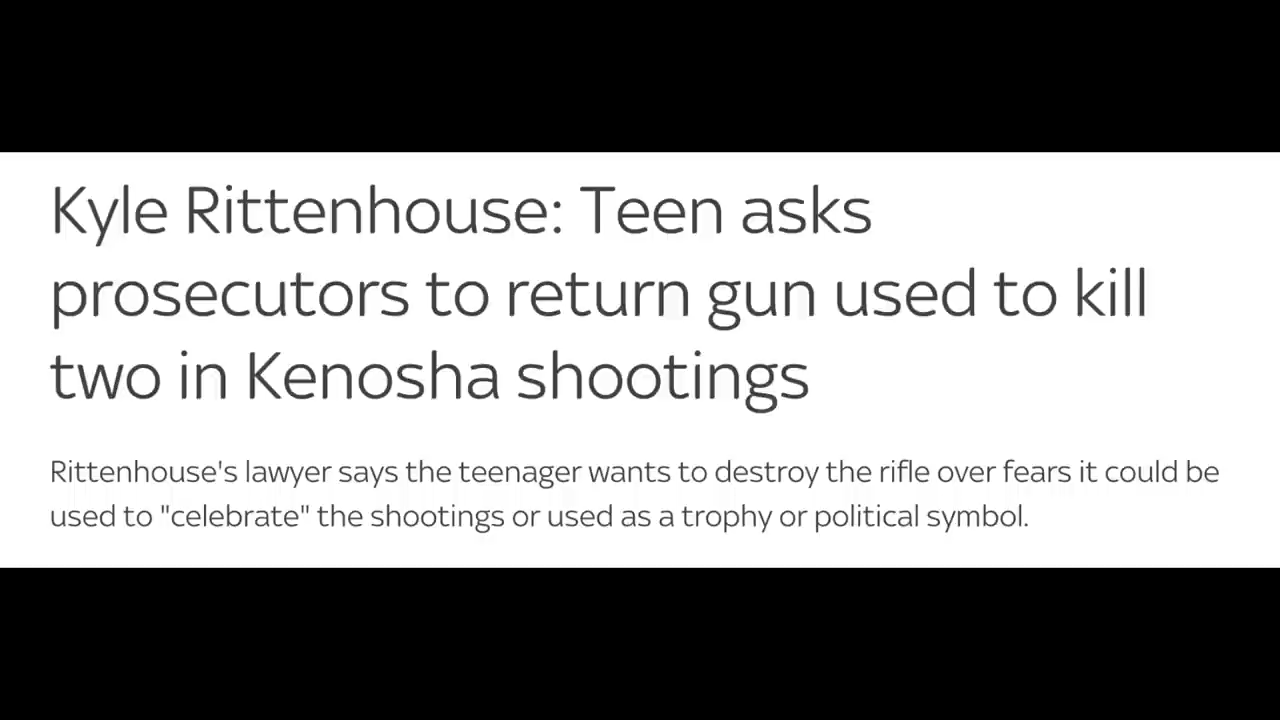 Kyle Rittenhouse: Teen asks
prosecutors to return gun used to kill
two in Kenosha shootings
Rittenhouse's lawyer says the teenager wants to destroy the rifle over fears it could be
used to "celebrate" the shootings or used as a trophy or political symbol.